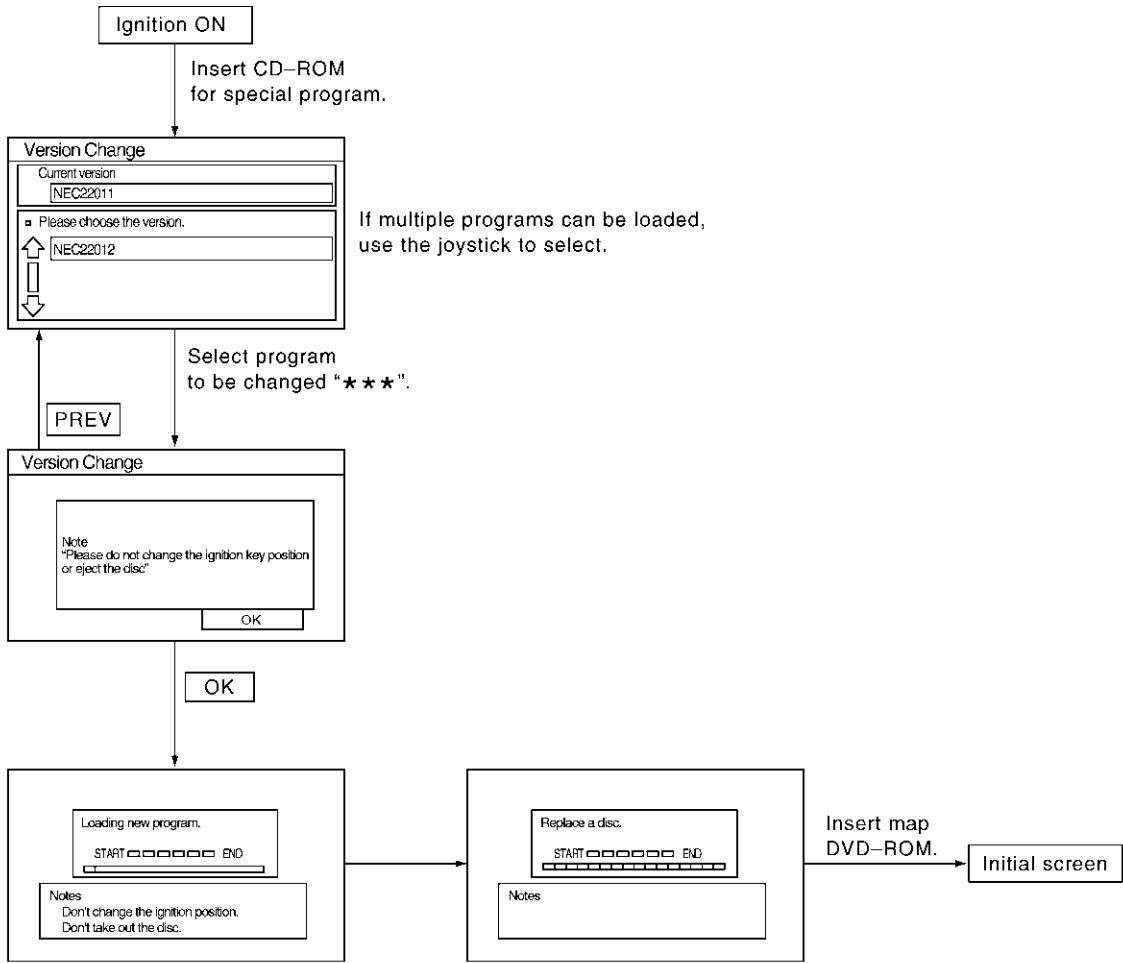 Ignition ON
Insert CD–ROM
for special program.
Version Change
Current version
NEC22011
Please choose the version.
NEC22012
If multiple programs can be loaded,
use the joystick to select.
Select program
to be changed “★★★”.
PREV
Version Change
Note
“Please do not change the ignition key position
or eject the disc”
OK
OK
Loading new program.
START END
Notes
Don't change the ignition position.
Don't take out the disc.
Replace a disc.
START END
Notes
Insert map
DVD–ROM.
Initial screen